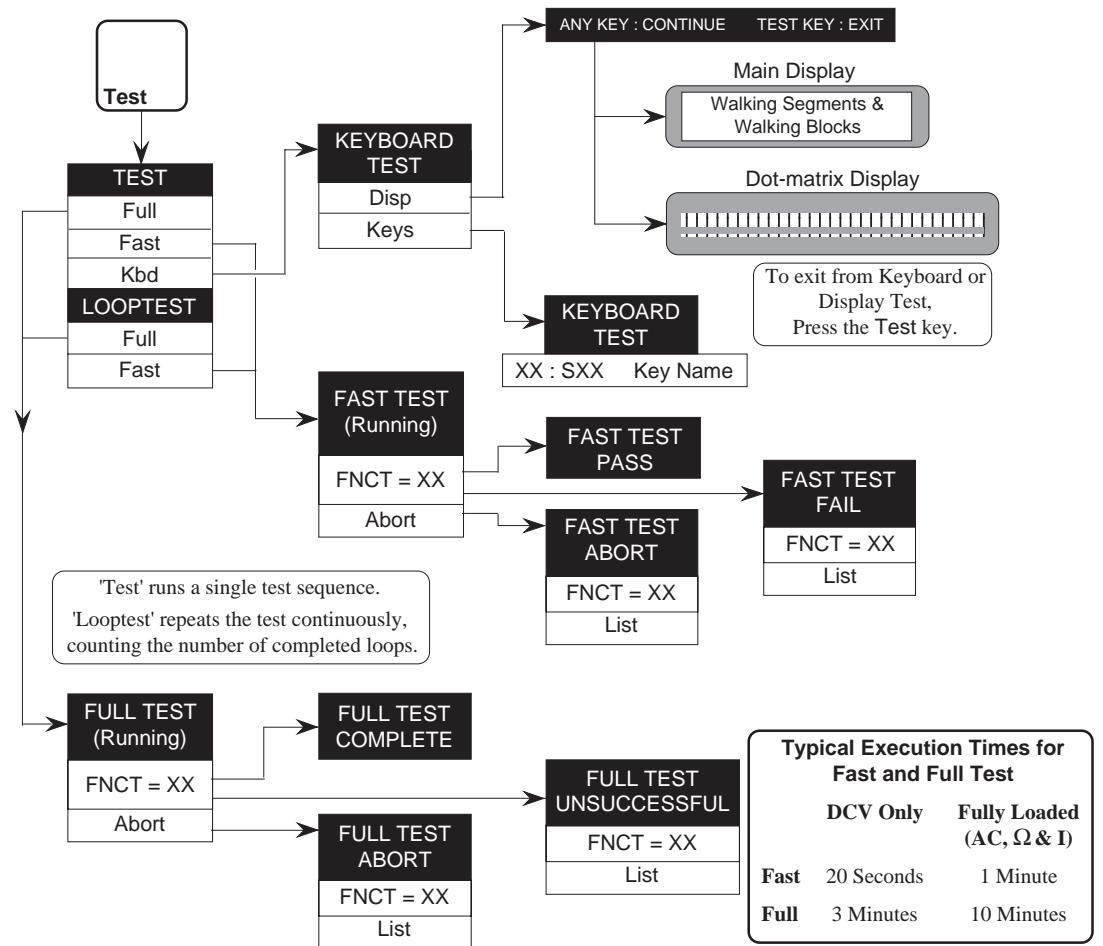 Test
TEST
Full
Fast
Kbd
LOOPTEST
Full
Fast
KEYBOARD
TEST
Disp
Keys
ANY KEY : CONTINUE TEST KEY : EXIT
Main Display
Walking Segments &
Walking Blocks
Dot-matrix Display
To exit from Keyboard or
Display Test,
Press the Test key.
KEYBOARD
TEST
XX : SXX Key Name
FAST TEST
(Running)
FNCT = XX
Abort
FAST TEST
PASS
FAST TEST
FAIL
FNCT = XX
List
FAST TEST
ABORT
FNCT = XX
List
'Test' runs a single test sequence.
'Looptest' repeats the test continuously,
counting the number of completed loops.
FULL TEST
(Running)
FNCT = XX
Abort
FULL TEST
COMPLETE
FULL TEST
UNSUCCESSFUL
FNCT = XX
List
FULL TEST
ABORT
FNCT = XX
List
Typical Execution Times for
Fast and Full Test
DCV Only Fully Loaded
(AC, Ω & I)
Fast 20 Seconds 1 Minute
Full 3 Minutes 10 Minutes